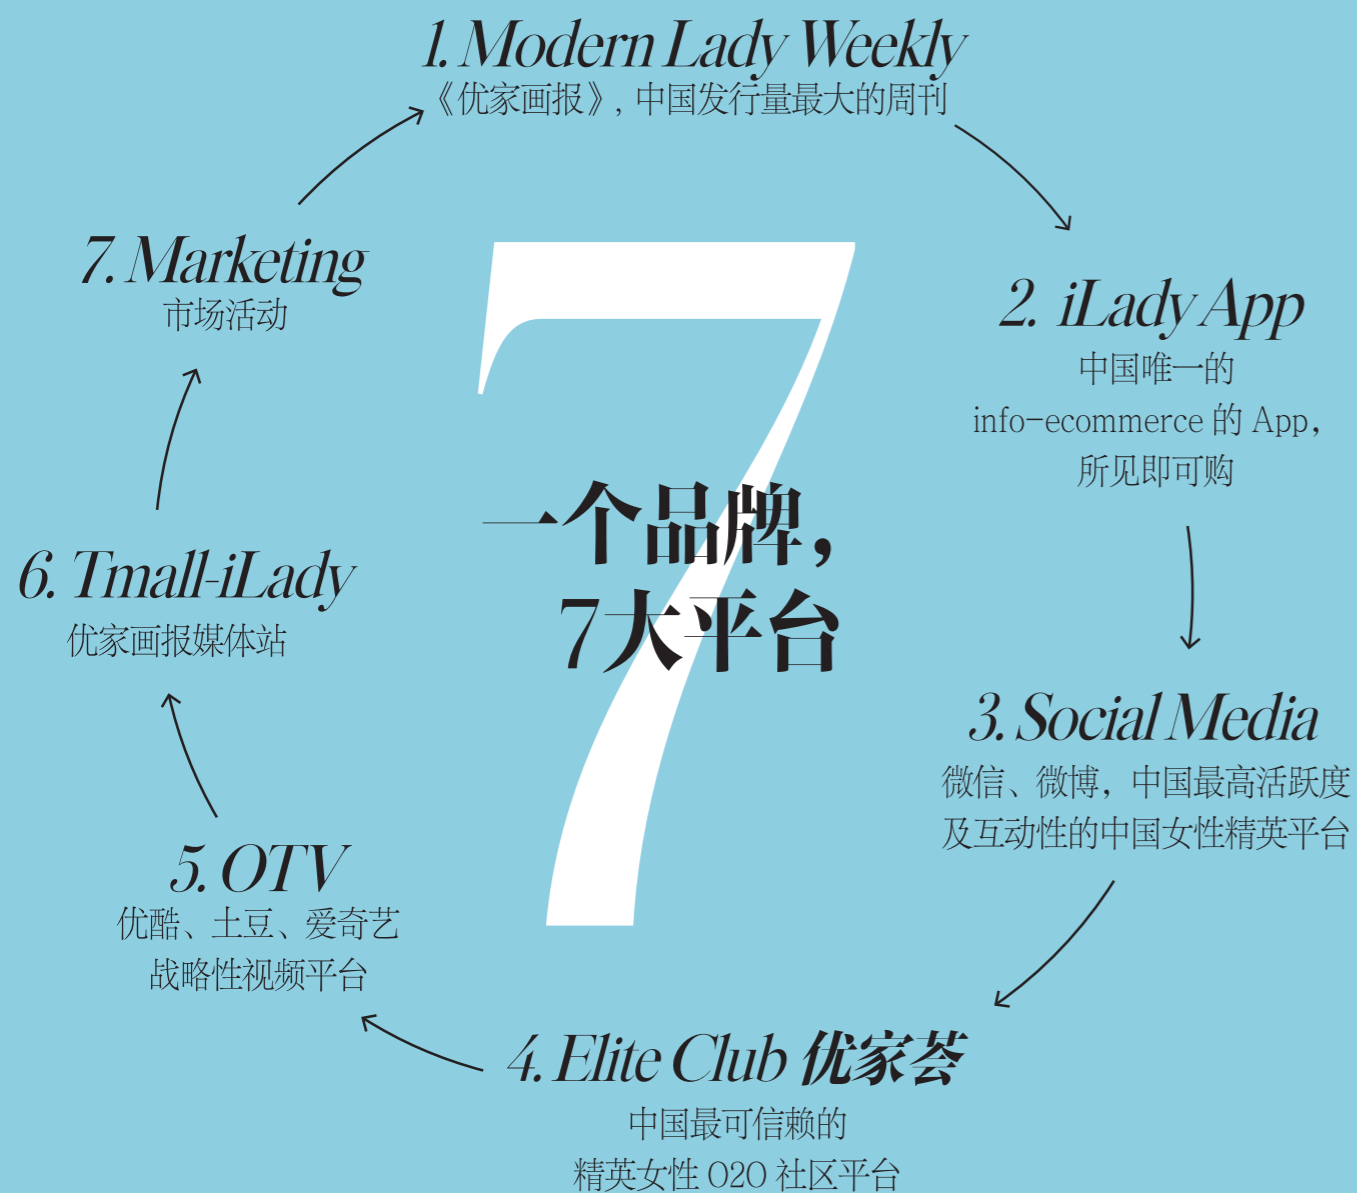 1. Modern Lady Weekly
《优家画报》, 中国发行量最大的周刊
2. iLady App
中国唯一的
info-ecommerce 的 App,
所见即可购
3. Social Media
微信、微博, 中国最高活跃度
及互动性的中国女性精英平台
4. Elite Club 优家荟
中国最可信赖的
精英女性 O2O 社区平台
5. OTV
优酷、土豆、爱奇艺
战略性视频平台
6. Tmall-iLady
优家画报媒体站
7. Marketing
市场活动
7
一个品牌,
7大平台